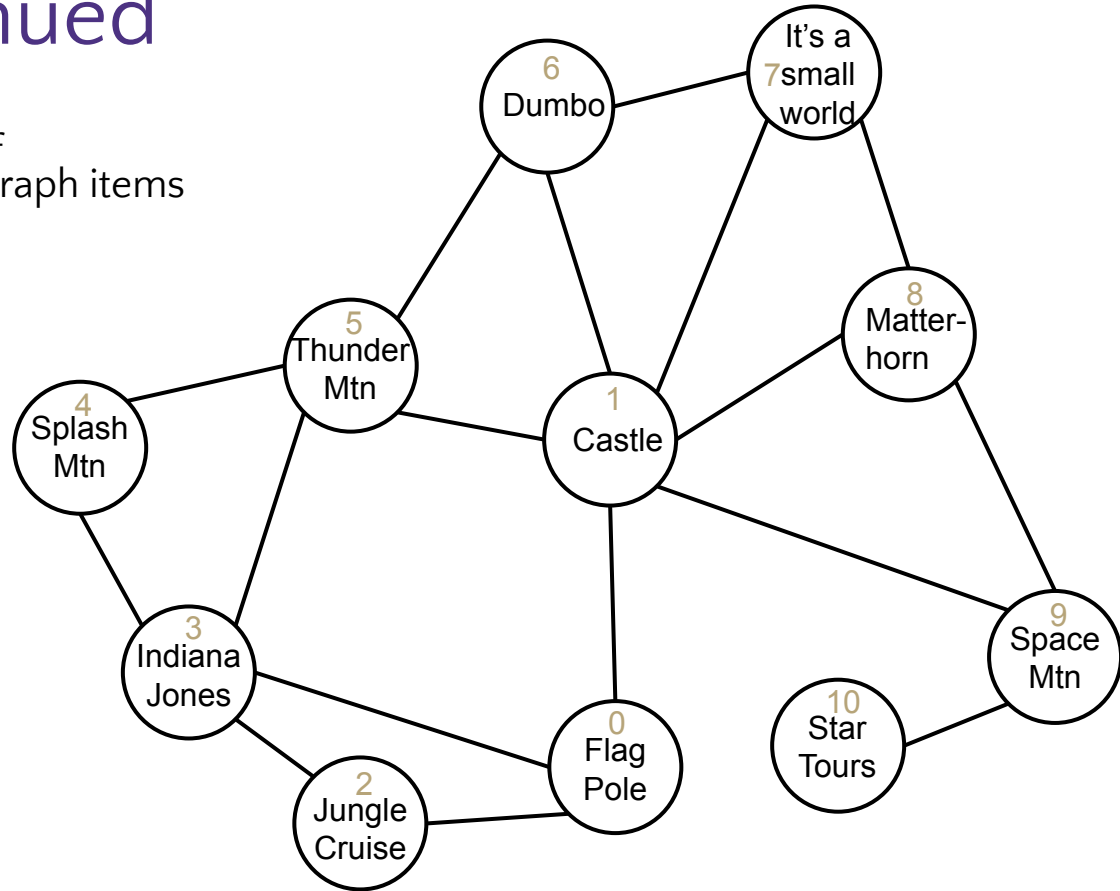 nued
raph items
6
Dumbo
It's a
7small
world
8
Matter-
horn
5
Thunder
Mtn
4
Splash
Mtn
1
Castle
3
Indiana
Jones
9
Space
Mtn
10
Star
Tours
0
Flag
Pole
2
Jungle
Cruise